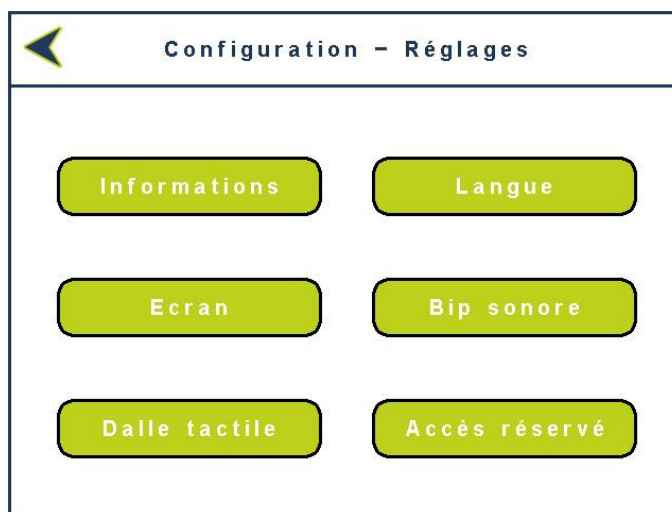 Configuration – Réglages
Informations
Langue
Ecran
Bip sonore
Dalle tactile
Accès réservé